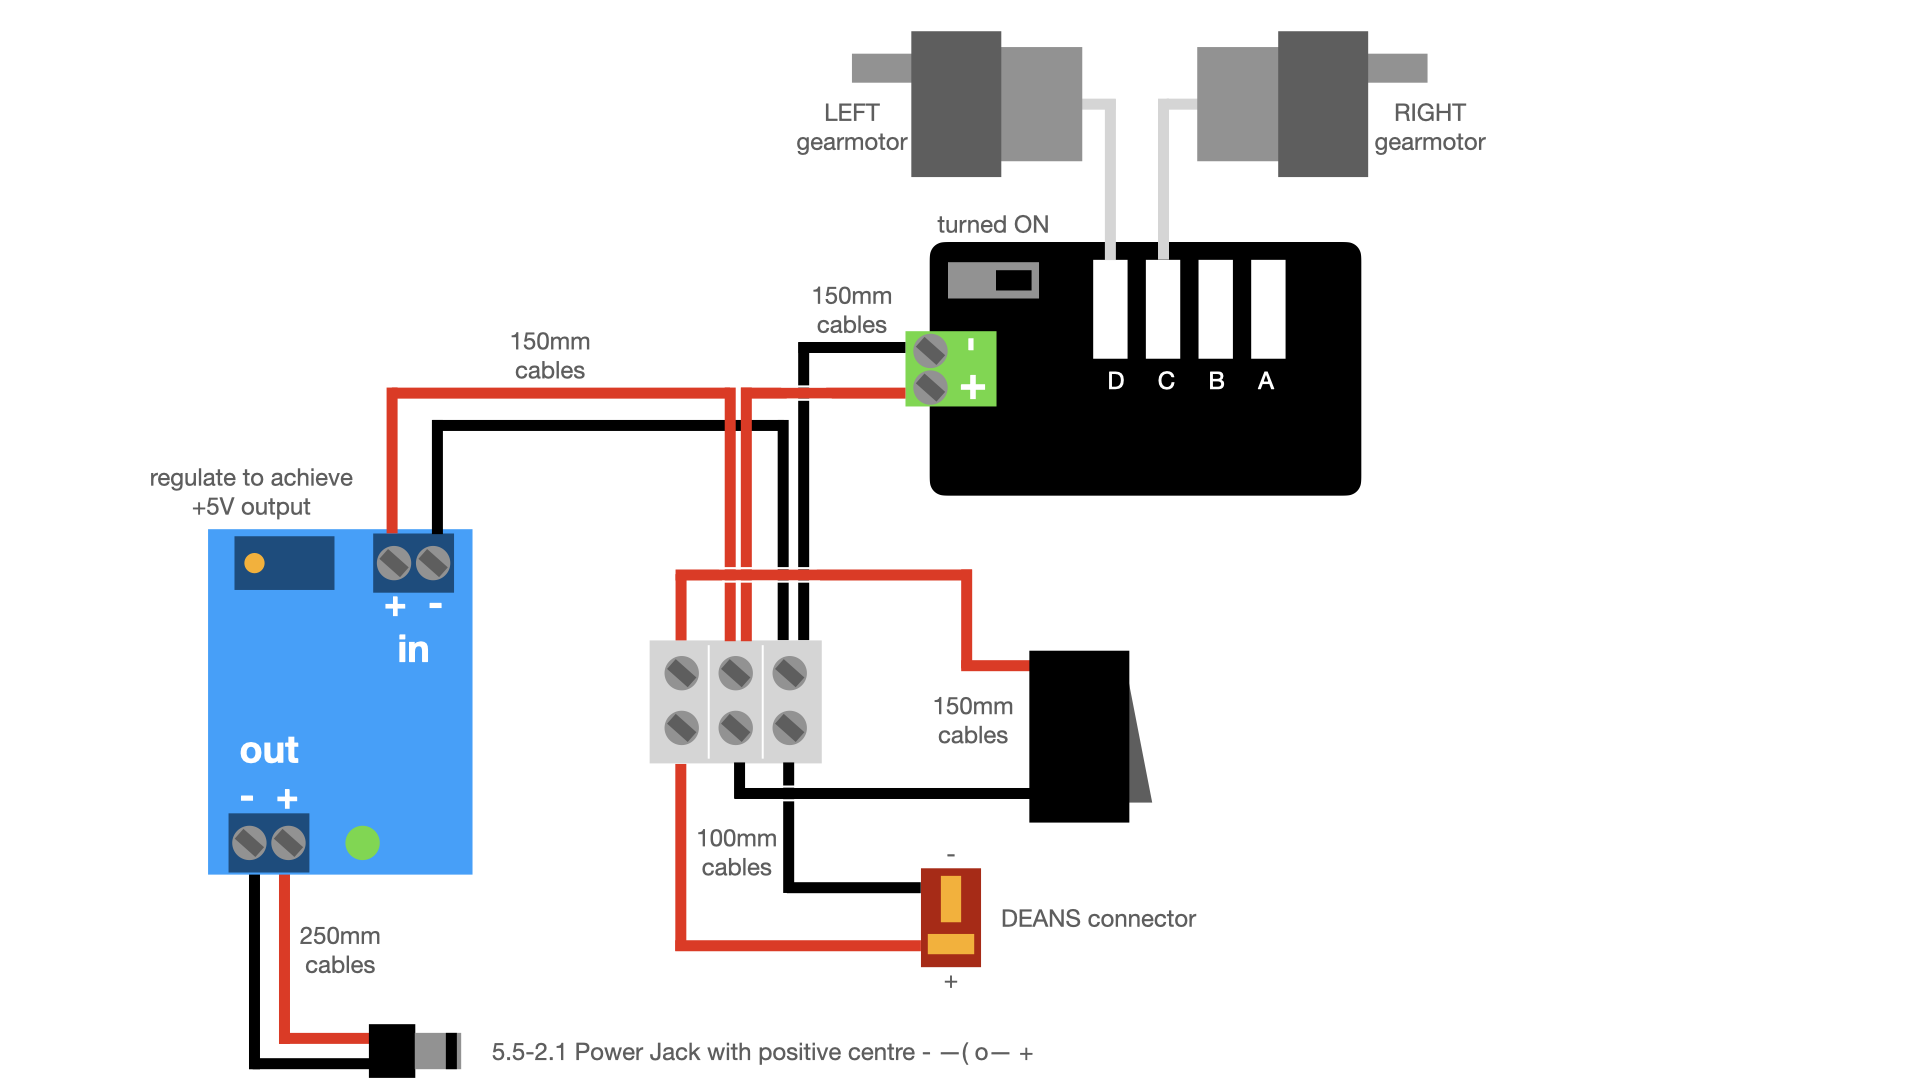 LEFT
gearmotor
RIGHT
gearmotor
turned ON
150mm
cables
-
+
D C B A
150mm
cables
regulate to achieve
+5V output
+ -
in
out
- +
150mm
cables
100mm
cables
-
DEANS connector
+
250mm
cables
5.5-2.1 Power Jack with positive centre - —( o— +